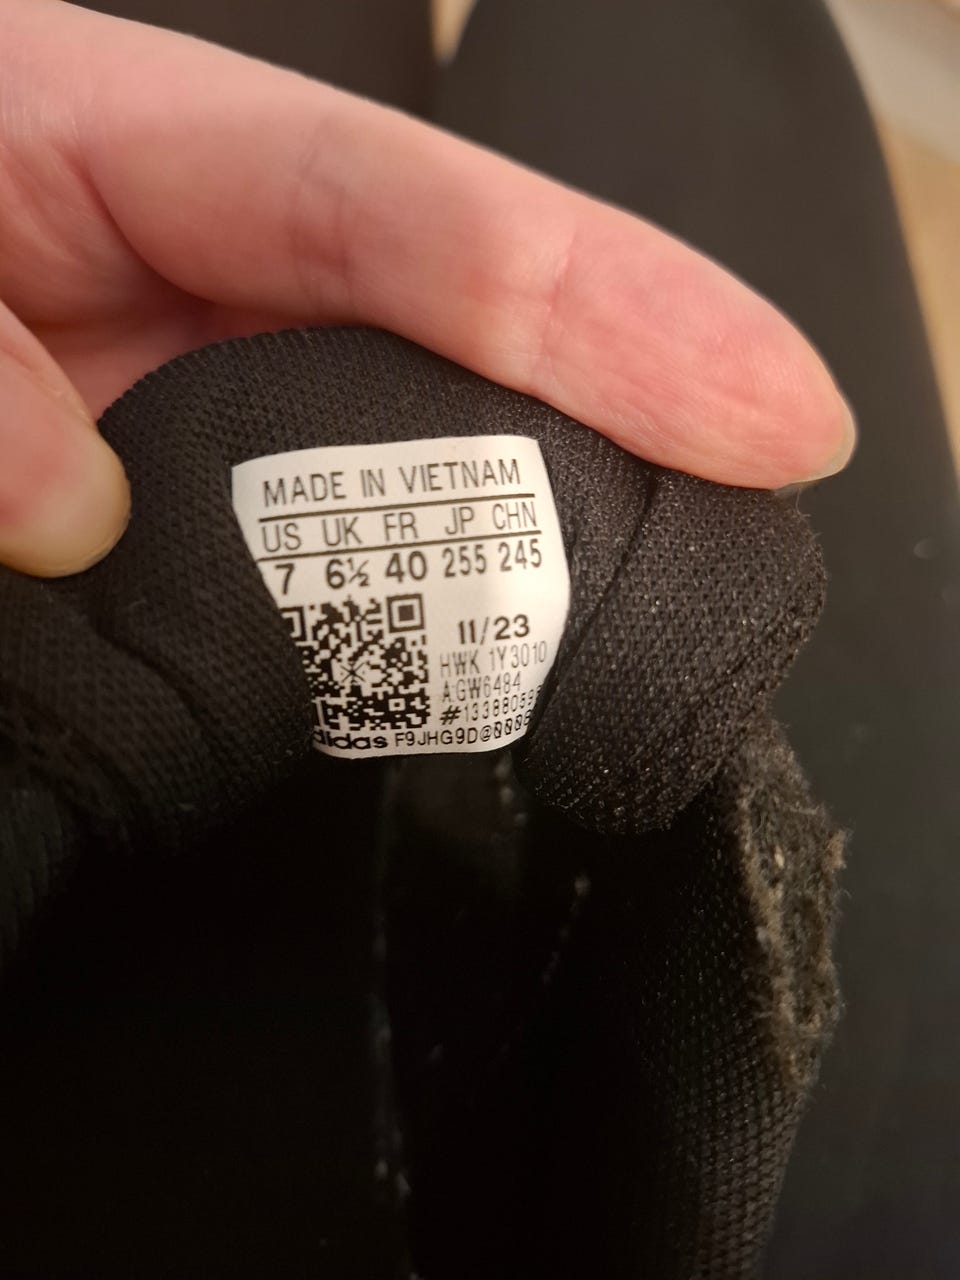 MADE IN VIETNAM
US UK FR JP CHN
7 6½ 40 255 245
11/23
HWK 1Y3010
A:GW6484
adidas